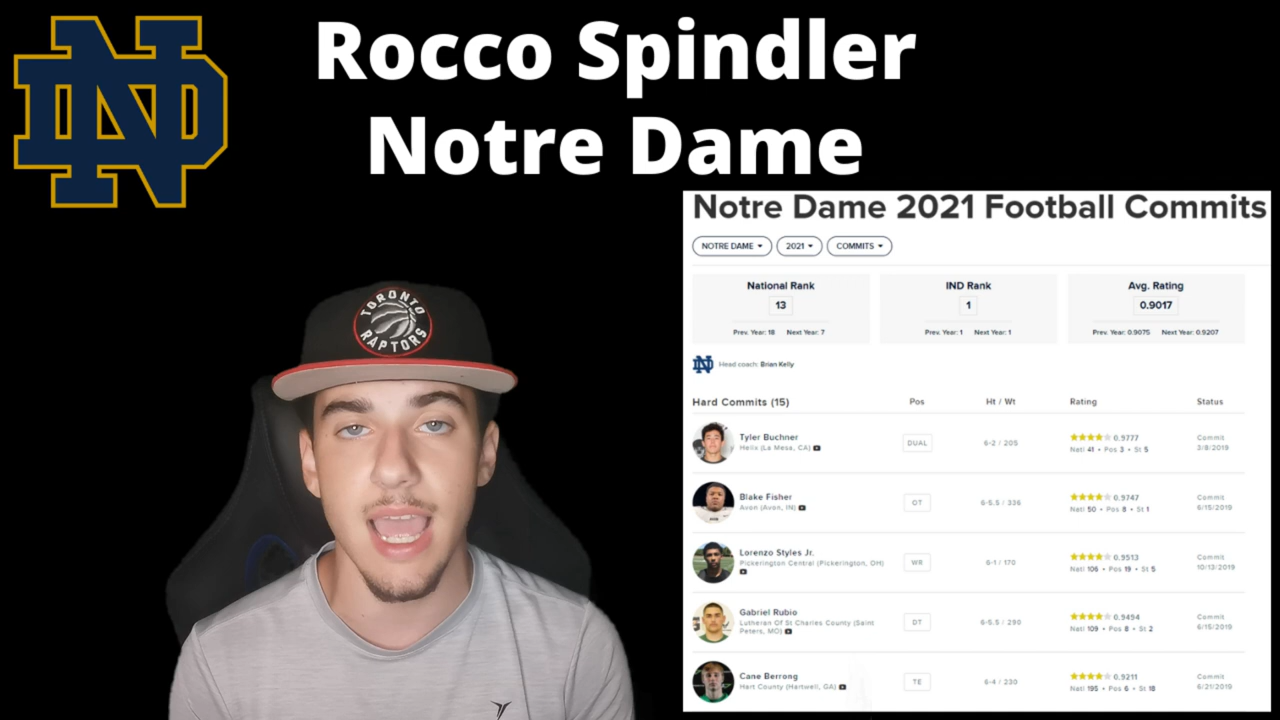 Rocco Spindler
Notre Dame
TORONTO
RAPTORS
Notre Dame 2021 Football Commits
NOTRE DAME 2021 COMMITS
National Rank IND Rank Avg. Rating
13 1 0.9017
Prev. Year: 18 Next Year: 7 Prev. Year: 1 Next Year: 1 Prev. Year: 0.9075 Next Year: 0.9207
Head coach: Brian Kelly
Hard Commits (15) Pos Ht / Wt Rating Status
Tyler Buchner DUAL 6-2 / 205 0.9777 Commit
Helix (La Mesa, CA) Natl 41 • Pos 3 • St 5 3/8/2019
Blake Fisher OT 6-5.5 / 336 0.9747 Commit
Avon (Avon, IN) Natl 50 • Pos 8 • St 1 6/15/2019
Lorenzo Styles Jr. WR 6-1 / 170 0.9513 Commit
Pickerington Central (Pickerington, OH) Natl 106 • Pos 19 • St 5 10/13/2019
Gabriel Rubio DT 6-5.5 / 290 0.9494 Commit
Lutheran Of St Charles County (Saint Natl 109 • Pos 8 • St 2 6/15/2019
Peters, MO)
Cane Berrong TE 6-4 / 230 0.9211 Commit
Hart County (Hartwell, GA) Natl 195 • Pos 6 • St 18 6/21/2019